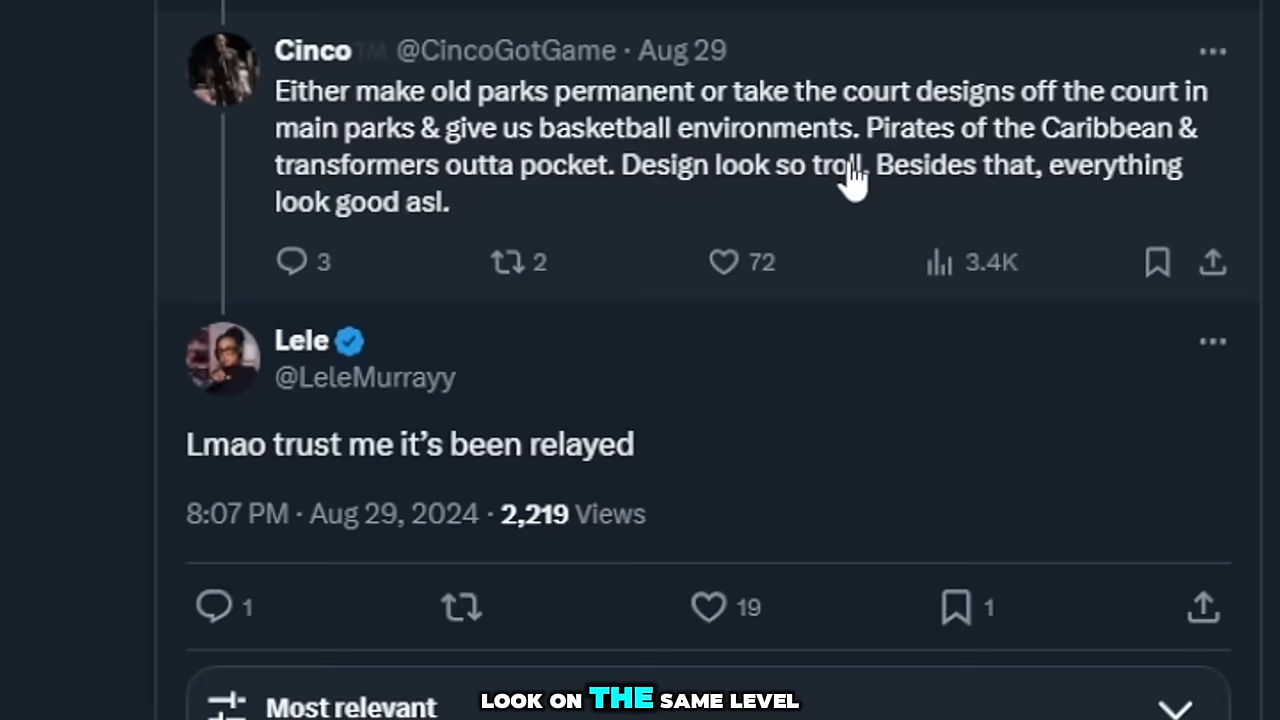 Cinco TM @CincoGotGame · Aug 29
Either make old parks permanent or take the court designs off the court in
main parks & give us basketball environments. Pirates of the Caribbean &
transformers outta pocket. Design look so troll. Besides that, everything
look good asl.
3 2 72 3.4K
Lele
@LeleMurrayy
Lmao trust me it's been relayed
8:07 PM · Aug 29, 2024 · 2,219 Views
1 19 1
Most relevant
LOOK ON THE SAME LEVEL